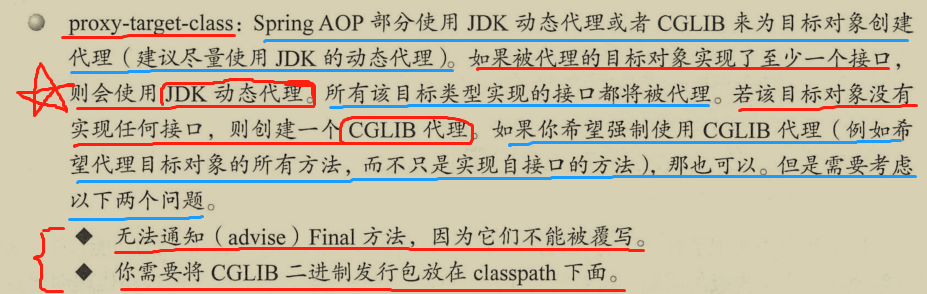 proxy-target-class：Spring AOP 部分使用 JDK 动态代理或者 CGLIB 来为目标对象创建
代理（建议尽量使用 JDK 的动态代理）。如果被代理的目标对象实现了至少一个接口，
则会使用 JDK 动态代理。所有该目标类型实现的接口都将被代理。若该目标对象没有
实现任何接口，则创建一个 CGLIB 代理。如果你希望强制使用 CGLIB 代理（例如希
望代理目标对象的所有方法，而不只是实现自接口的方法），那也可以。但是需要考虑
以下两个问题。
◆ 无法通知（advise）Final 方法，因为它们不能被覆写。
◆ 你需要将 CGLIB 二进制发行包放在 classpath 下面。